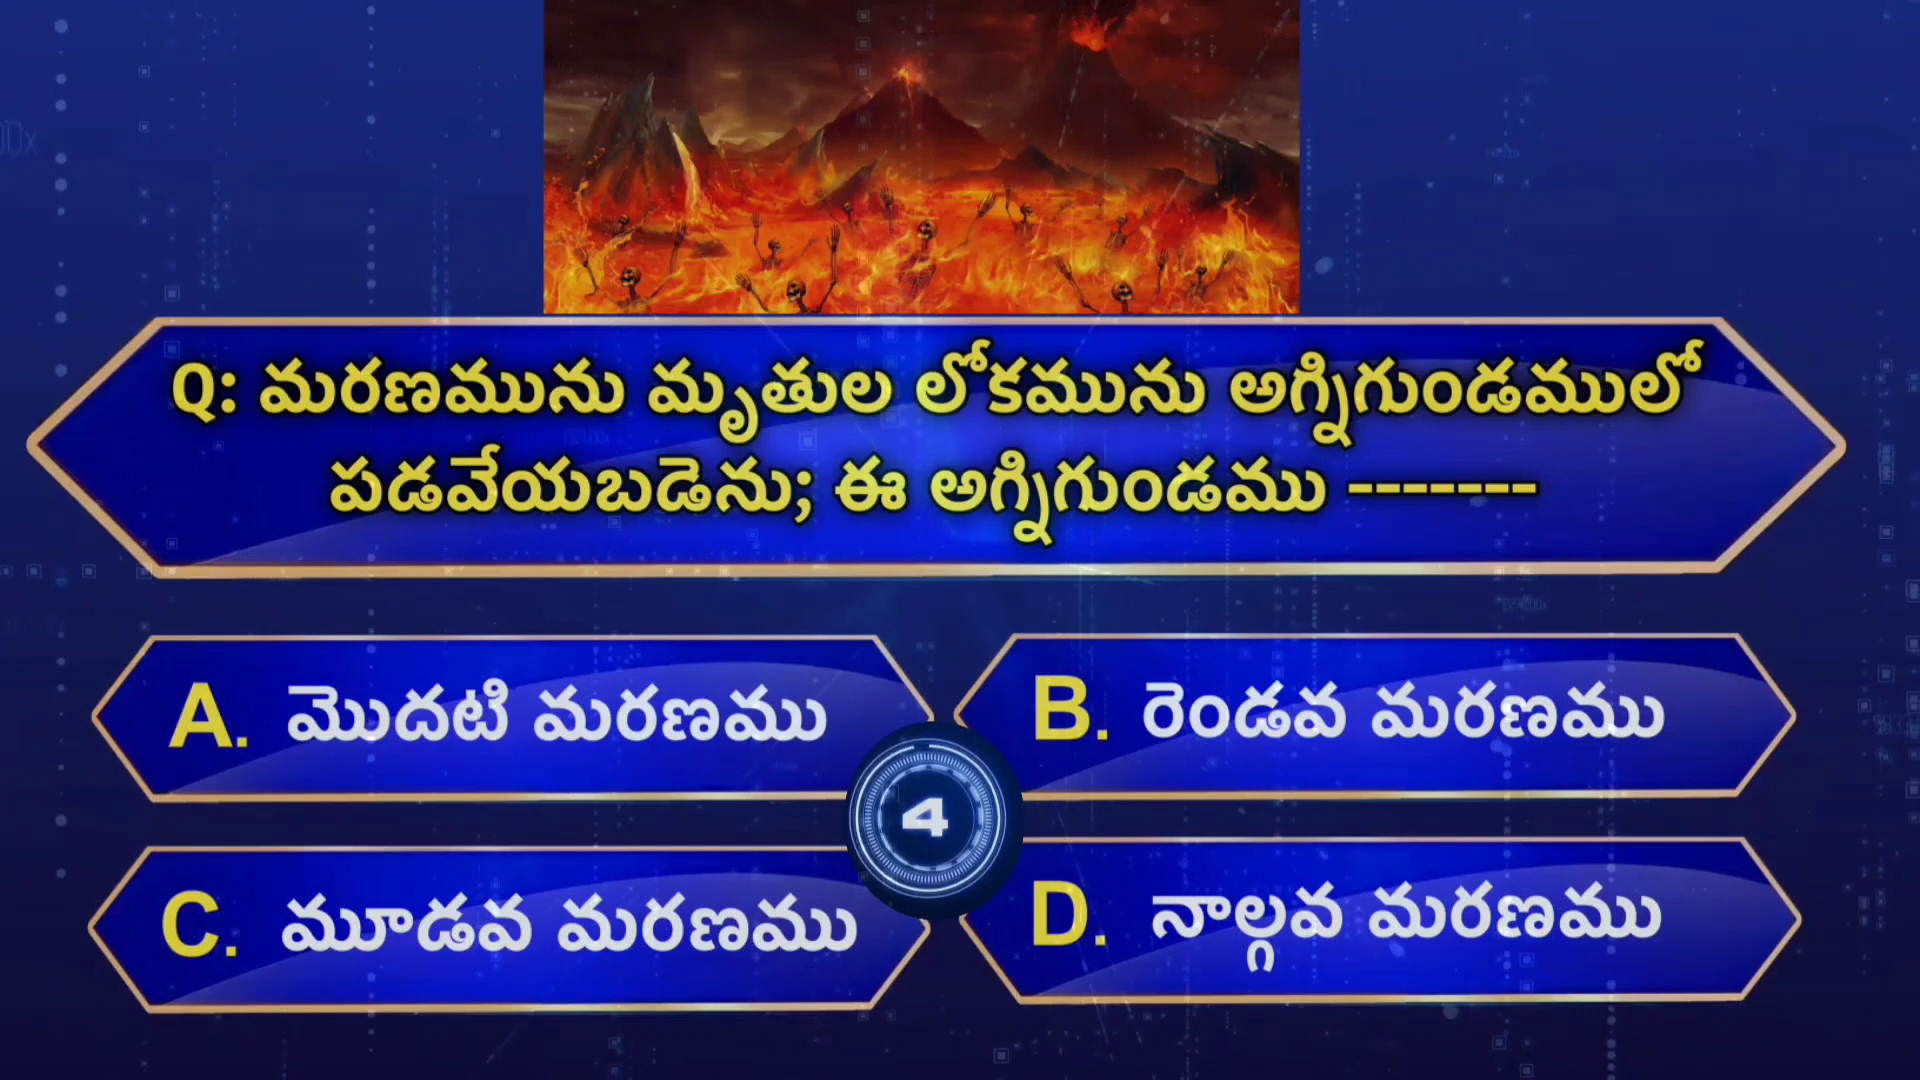 Q: మరణమును మృతుల లోకమును అగ్నిగుండములో
పడవేయబడెను; ఈ అగ్నిగుండము -------
A. మొదటి మరణము
B. రెండవ మరణము
4
C. మూడవ మరణము
D. నాల్గవ మరణము